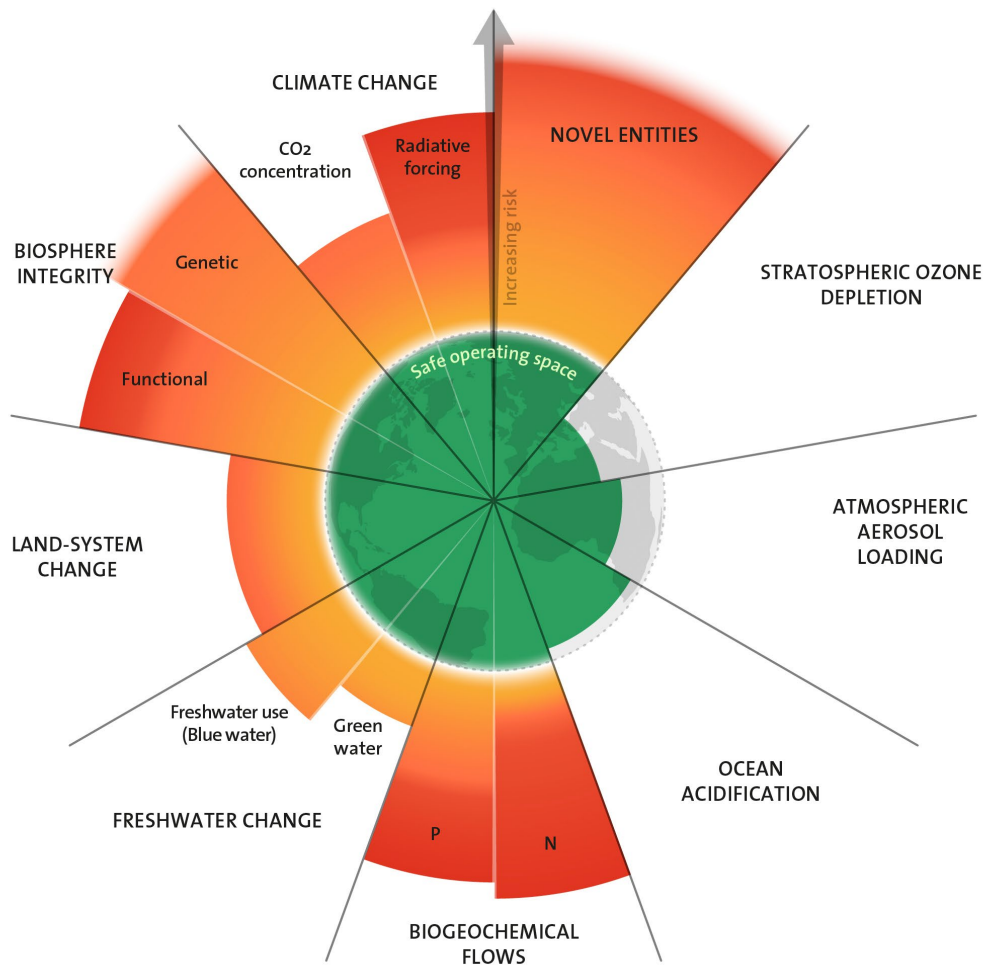 CLIMATE CHANGE
CO2
concentration
Radiative
forcing
NOVEL ENTITIES
Increasing risk
STRATOSPHERIC OZONE
DEPLETION
BIOSPHERE
INTEGRITY
Genetic
Functional
Safe operating space
ATMOSPHERIC
AEROSOL
LOADING
LAND-SYSTEM
CHANGE
Freshwater use
(Blue water)
Green
water
FRESHWATER CHANGE
OCEAN
ACIDIFICATION
P
N
BIOGEOCHEMICAL
FLOWS